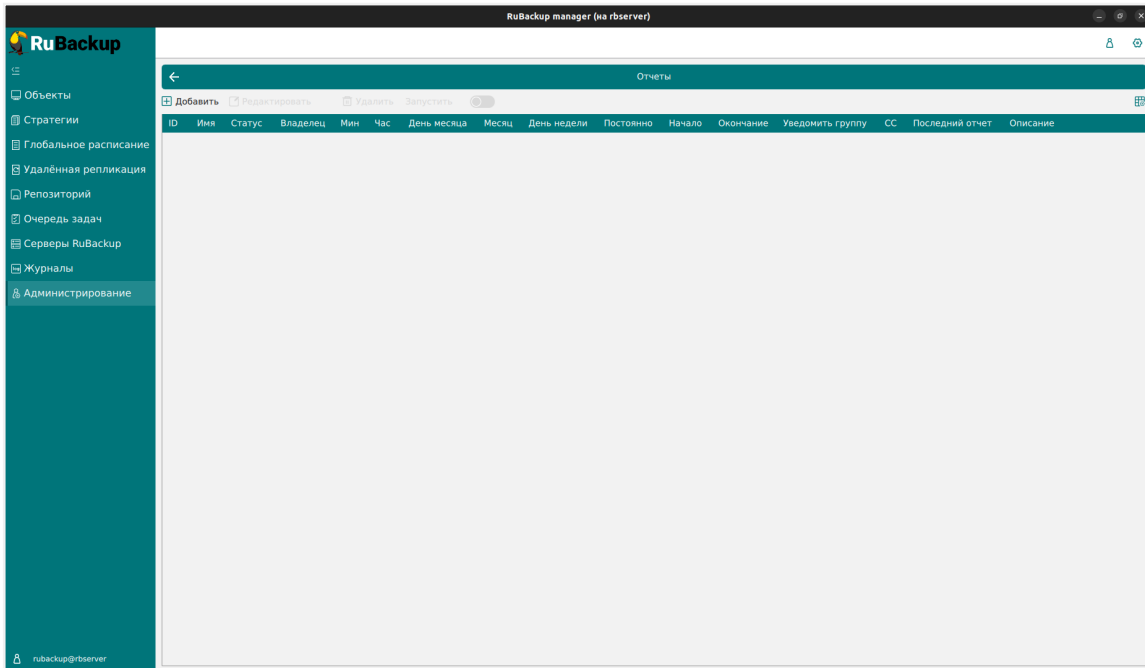 RuBackup manager (на rbserver)
RuBackup
Отчеты
Объекты
Стратегии
Глобальное расписание
Удалённая репликация
Репозиторий
Очередь задач
Серверы RuBackup
Журналы
Администрирование
Добавить Редактировать Удалить Запустить
ID Имя Статус Владелец Мин Час День месяца Месяц День недели Постоянно Начало Окончание Уведомить группу CC Последний отчет Описание
rubackup@rbserver